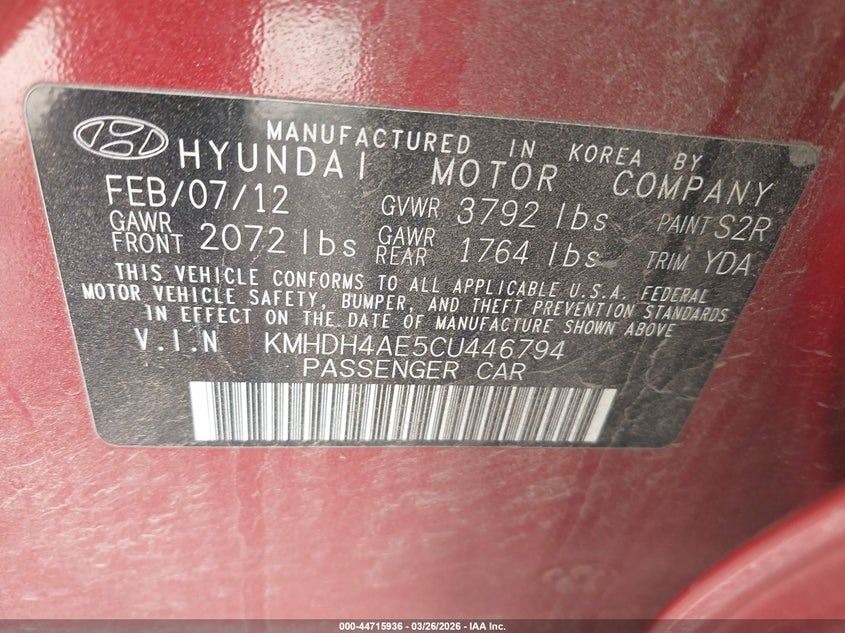 MANUFACTURED IN KOREA BY
HYUNDAI MOTOR COMPANY
FEB/07/12 GVWR 3792 lbs PAINT S2R
GAWR FRONT 2072 lbs GAWR REAR 1764 lbs TRIM YDA
THIS VEHICLE CONFORMS TO ALL APPLICABLE U.S.A. FEDERAL
MOTOR VEHICLE SAFETY, BUMPER, AND THEFT PREVENTION STANDARDS
IN EFFECT ON THE DATE OF MANUFACTURE SHOWN ABOVE
V.I.N KMHDH4AE5CU446794
PASSENGER CAR
000-44715936 | 03/26/2026 - IAA Inc.